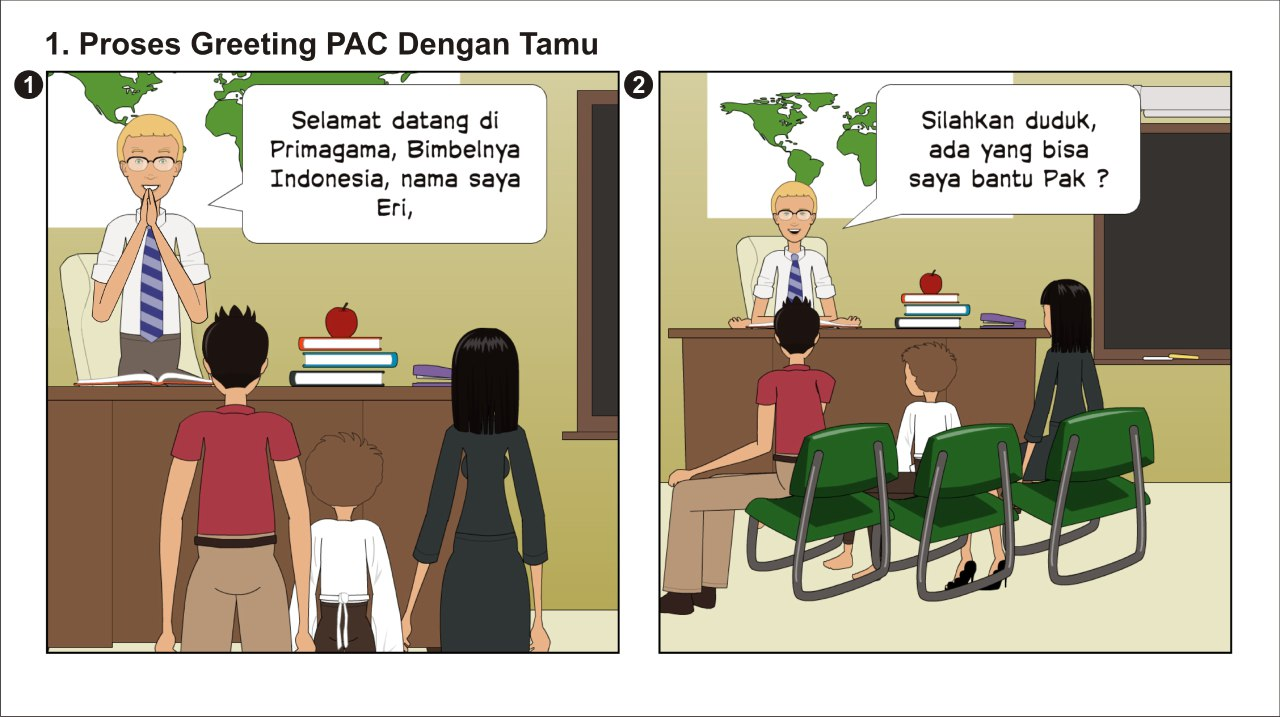 1. Proses Greeting PAC Dengan Tamu
1
Selamat datang di
Primagama, Bimbelnya
Indonesia, nama saya
Eri,
2
Silahkan duduk,
ada yang bisa
saya bantu Pak ?